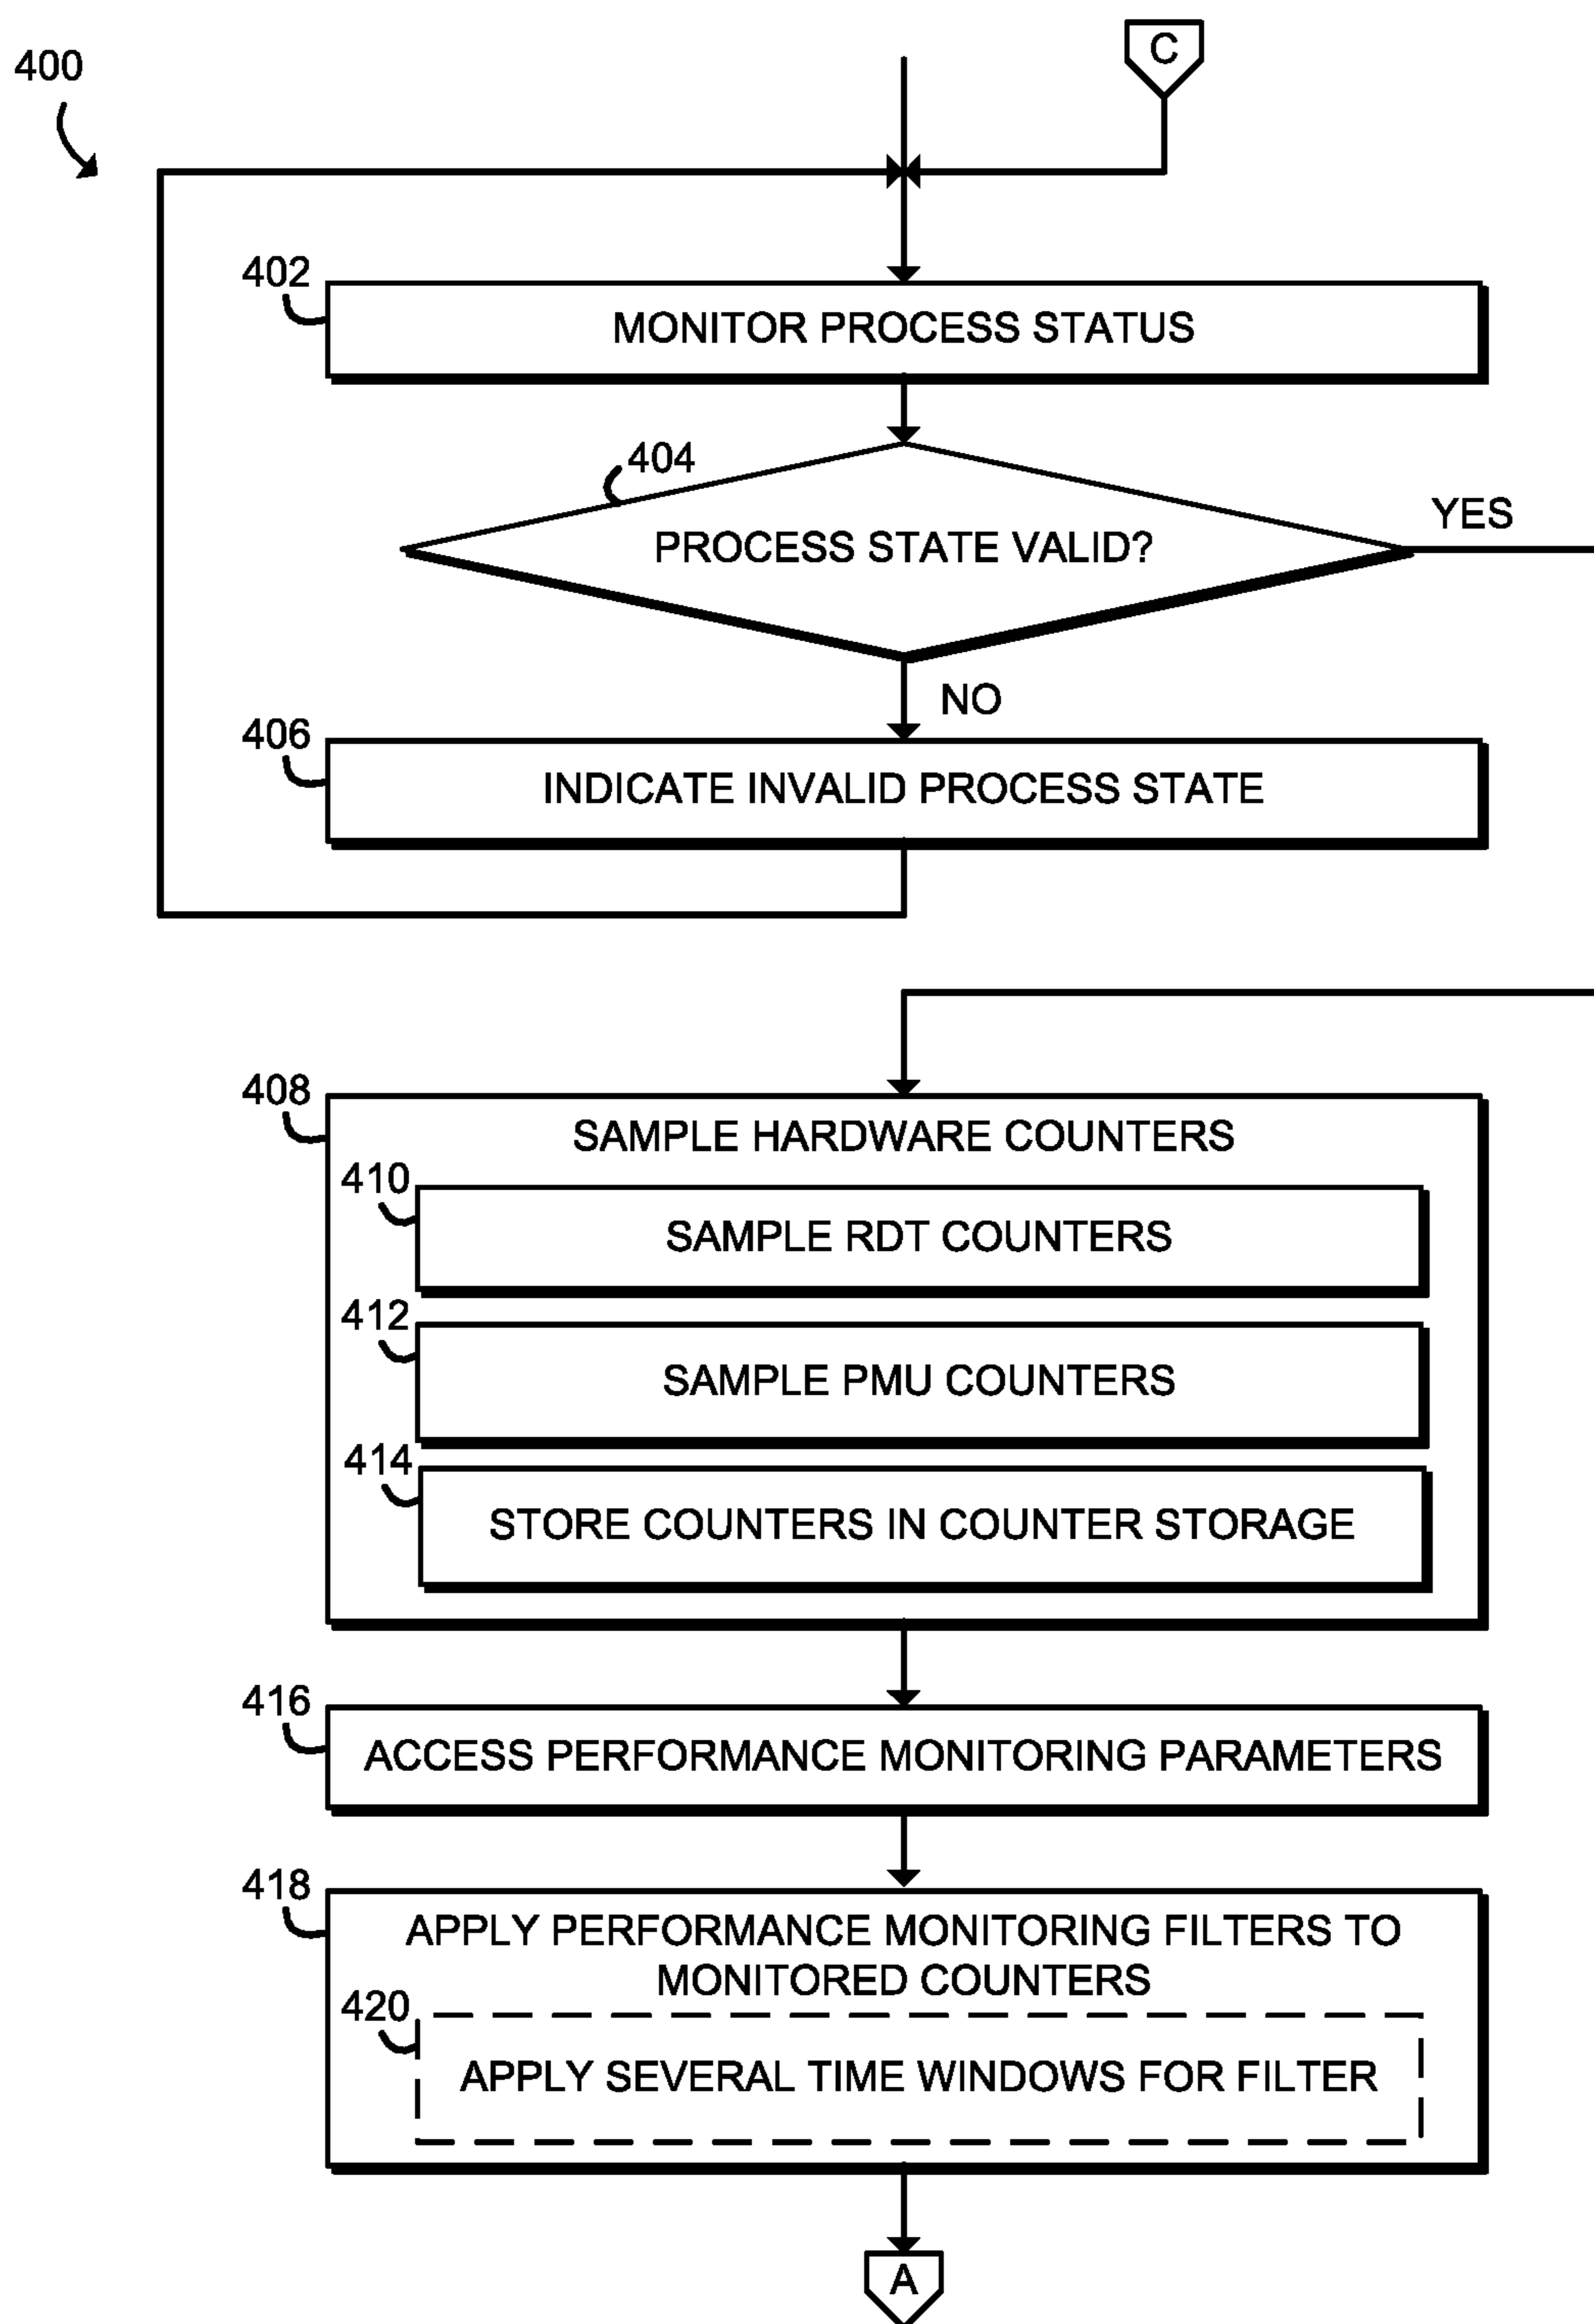 C
400
402
MONITOR PROCESS STATUS
404
PROCESS STATE VALID?
YES
NO
406
INDICATE INVALID PROCESS STATE
408
SAMPLE HARDWARE COUNTERS
410
SAMPLE RDT COUNTERS
412
SAMPLE PMU COUNTERS
414
STORE COUNTERS IN COUNTER STORAGE
416
ACCESS PERFORMANCE MONITORING PARAMETERS
418
APPLY PERFORMANCE MONITORING FILTERS TO
MONITORED COUNTERS
420
APPLY SEVERAL TIME WINDOWS FOR FILTER
A